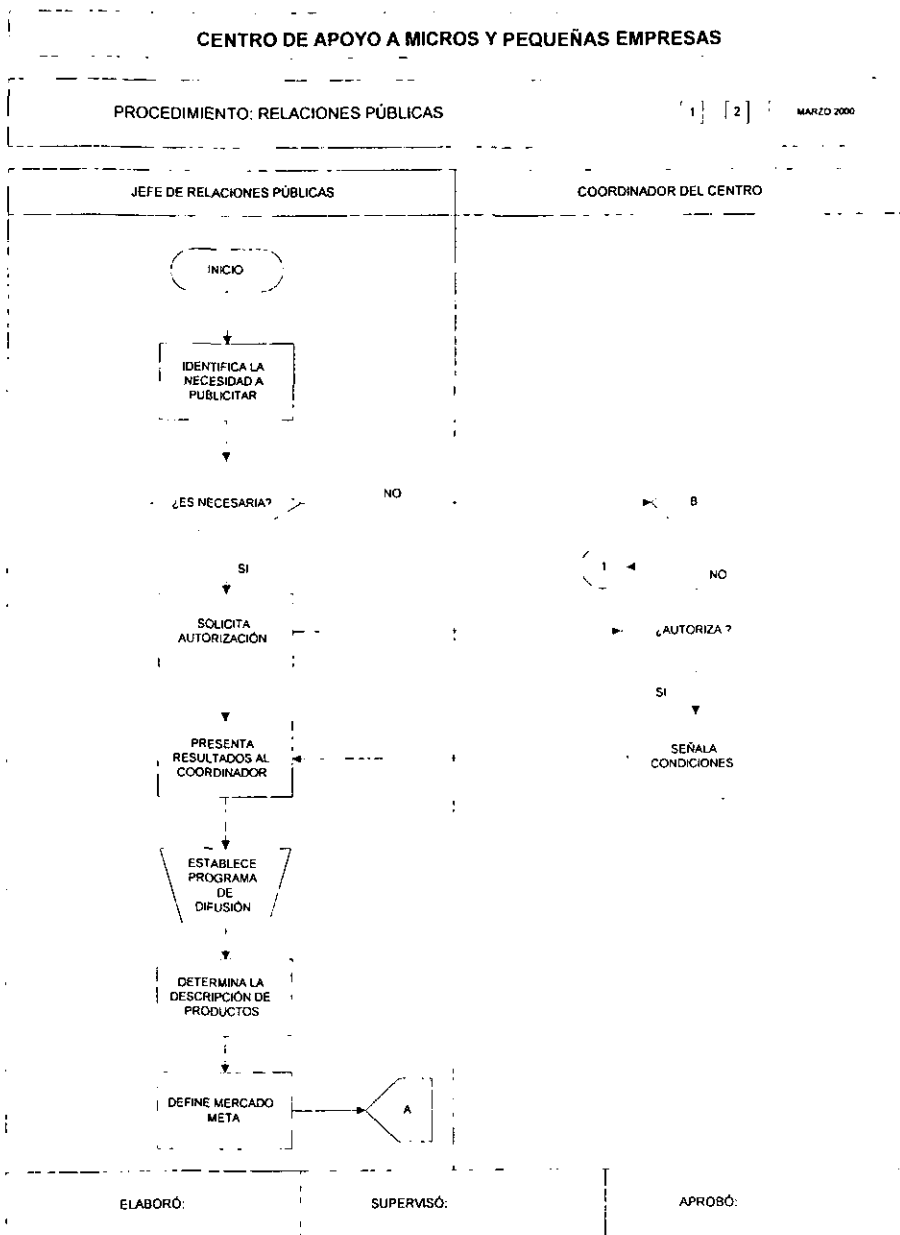 CENTRO DE APOYO A MICROS Y PEQUEÑAS EMPRESAS
PROCEDIMIENTO: RELACIONES PÚBLICAS
1 2 MARZO 2000
JEFE DE RELACIONES PÚBLICAS
COORDINADOR DEL CENTRO
INICIO
IDENTIFICA LA
NECESIDAD A
PUBLICITAR
¿ES NECESARIA?
NO
B
SI
1
NO
SOLICITA
AUTORIZACIÓN
¿AUTORIZA ?
SI
PRESENTA
RESULTADOS AL
COORDINADOR
SEÑALA
CONDICIONES
ESTABLECE
PROGRAMA
DE
DIFUSIÓN
DETERMINA LA
DESCRIPCIÓN DE
PRODUCTOS
DEFINE MERCADO
META
A
ELABORÓ:
SUPERVISÓ:
APROBÓ: